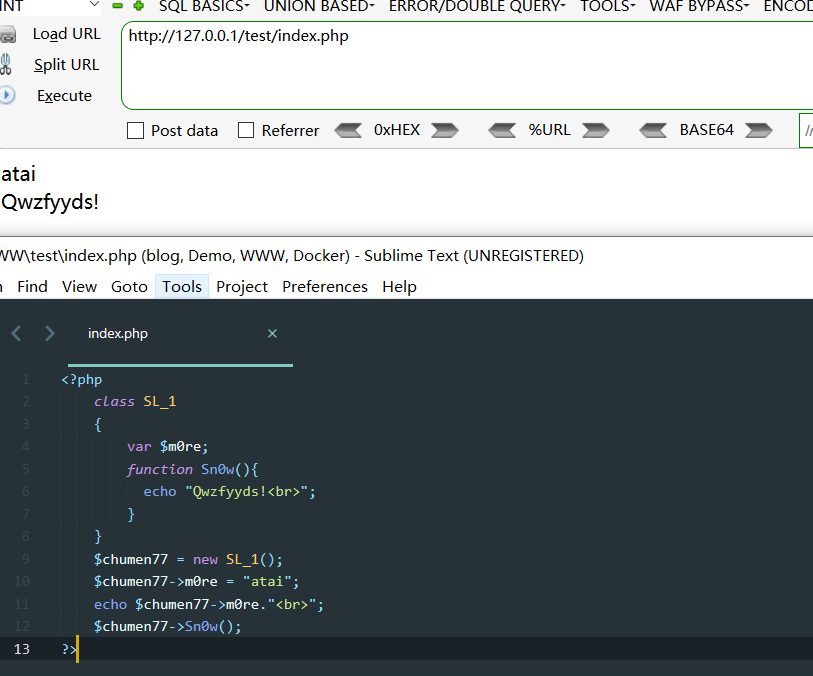 INT SQL BASICS- UNION BASED- ERROR/DOUBLE QUERY- TOOLS- WAF BYPASS- ENCOD
Load URL http://127.0.0.1/test/index.php
Split URL
Execute
Post data Referrer 0xHEX %URL BASE64 //
atai
Qwzfyyds!
WW\test\index.php (blog, Demo, WWW, Docker) - Sublime Text (UNREGISTERED)
n Find View Goto Tools Project Preferences Help
index.php ×
1 <?php
2 class SL_1
3 {
4 var $m0re;
5 function Sn0w(){
6 echo "Qwzfyyds!<br>";
7 }
8 }
9 $chumen77 = new SL_1();
10 $chumen77->m0re = "atai";
11 echo $chumen77->m0re."<br>";
12 $chumen77->Sn0w();
13 ?>